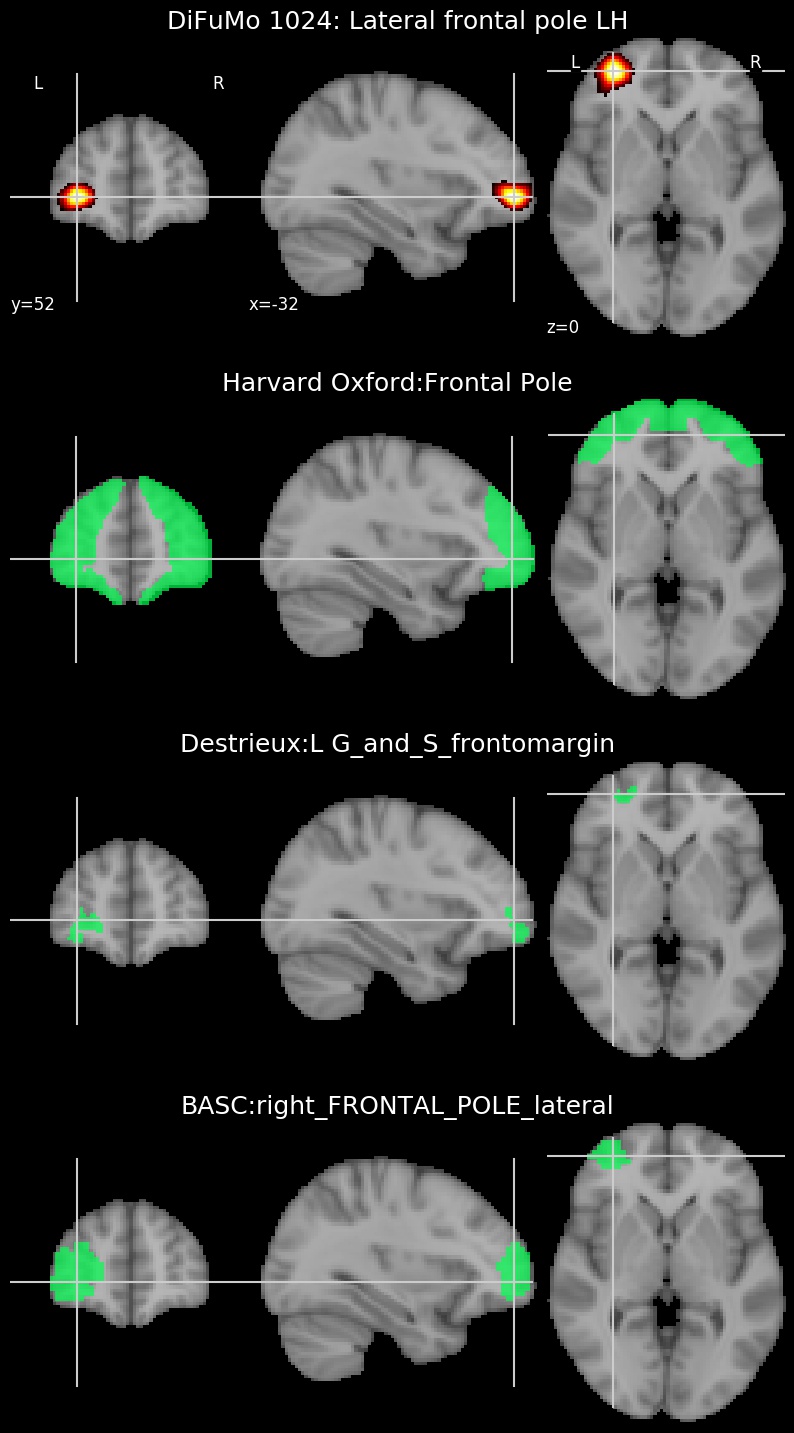 DiFuMo 1024: Lateral frontal pole LH
L R L R
y=52 x=-32 z=0
Harvard Oxford:Frontal Pole
Destrieux:L G_and_S_frontomargin
BASC:right_FRONTAL_POLE_lateral